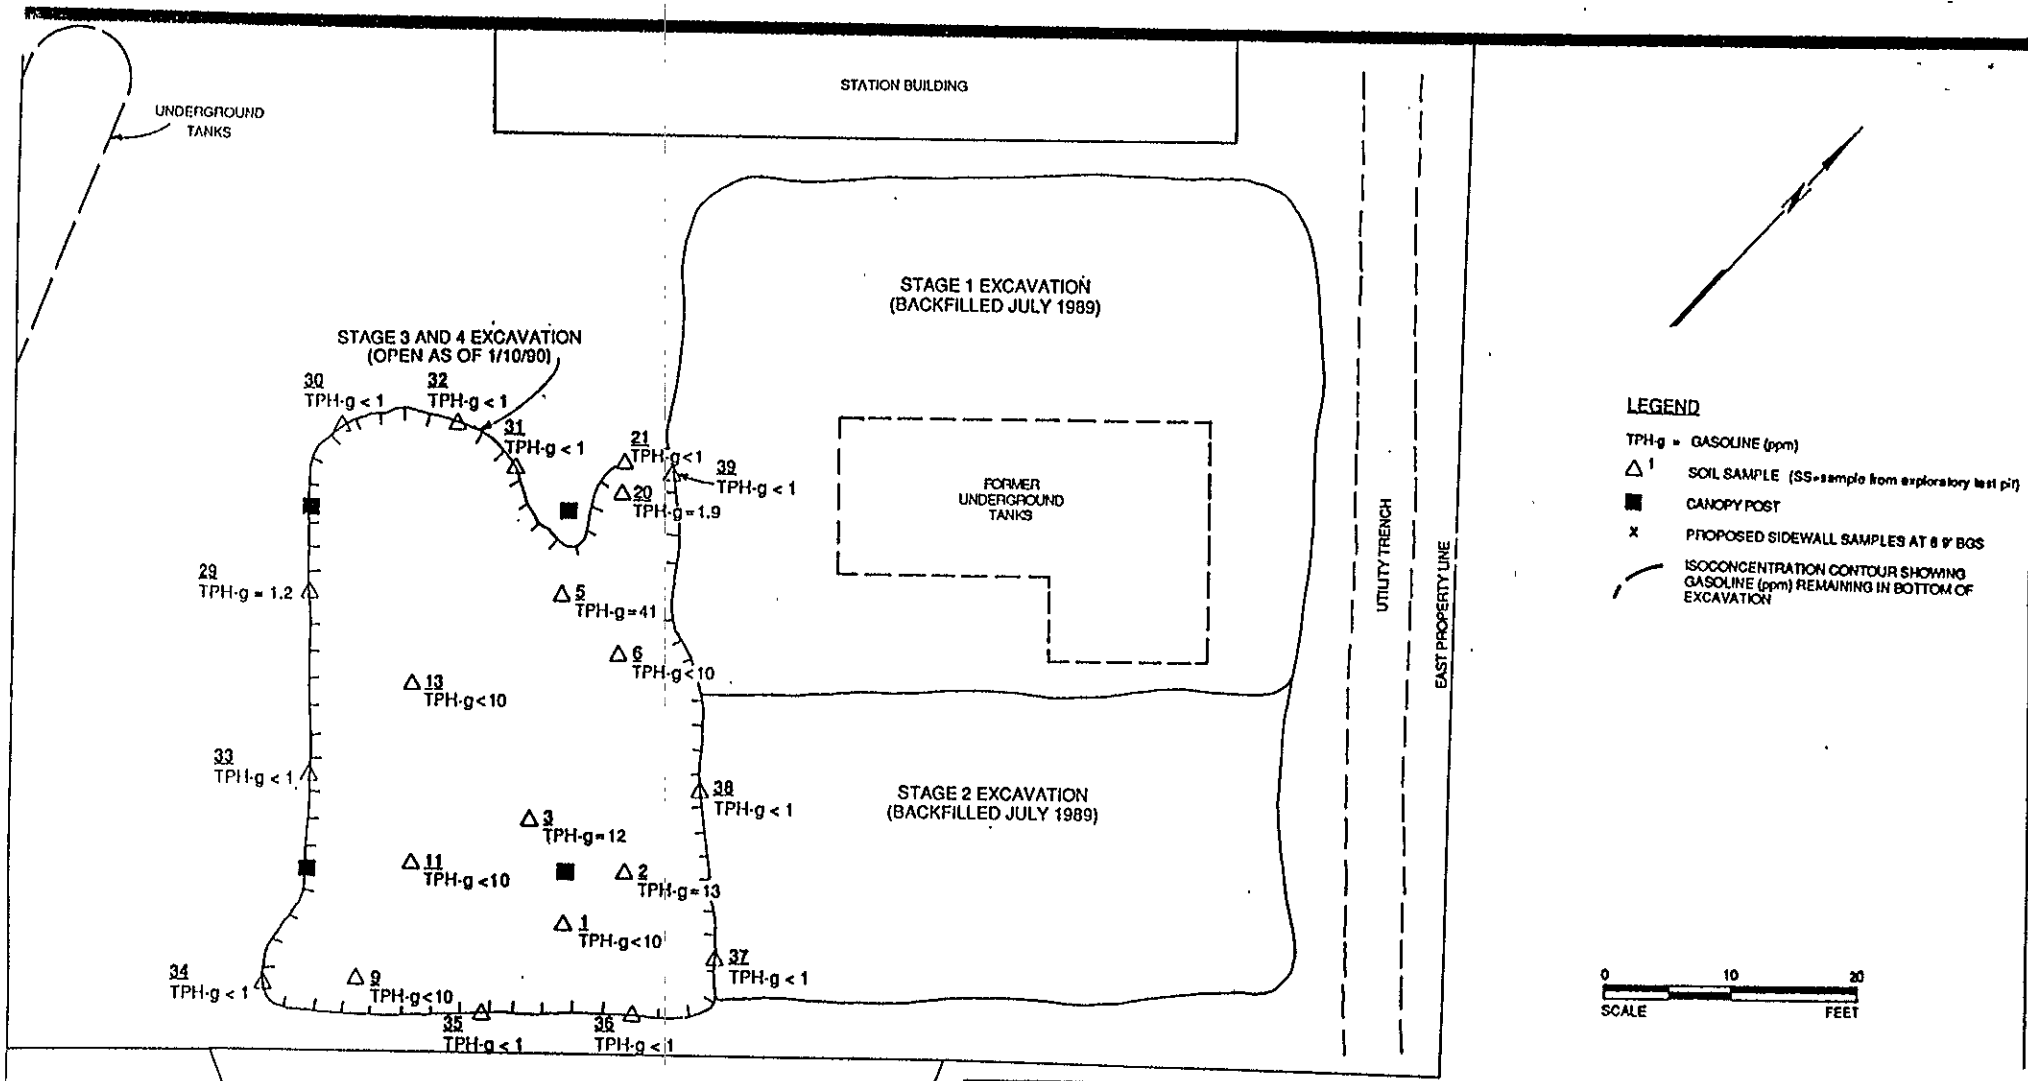 STATION BUILDING
UNDERGROUND
TANKS
STAGE 1 EXCAVATION
(BACKFILLED JULY 1989)
STAGE 3 AND 4 EXCAVATION
(OPEN AS OF 1/10/90)
30
TPH-g < 1
32
TPH-g < 1
31
TPH-g < 1
21
TPH-g < 1
39
TPH-g < 1
20
TPH-g = 1.9
FORMER
UNDERGROUND
TANKS
29
TPH-g = 1.2
5
TPH-g = 41
6
TPH-g < 10
13
TPH-g < 10
33
TPH-g < 1
38
TPH-g < 1
3
TPH-g = 12
STAGE 2 EXCAVATION
(BACKFILLED JULY 1989)
11
TPH-g < 10
2
TPH-g = 13
1
TPH-g < 10
37
TPH-g < 1
34
TPH-g < 1
9
TPH-g < 10
35
TPH-g < 1
36
TPH-g < 1
UTILITY TRENCH
EAST PROPERTY LINE
N
LEGEND
TPH-g = GASOLINE (ppm)
1 SOIL SAMPLE (SS=sample from exploratory test pit)
CANOPY POST
x PROPOSED SIDEWALL SAMPLES AT BGS
ISOCONCENTRATION CONTOUR SHOWING
GASOLINE (ppm) REMAINING IN BOTTOM OF
EXCAVATION
0 10 20
SCALE FEET